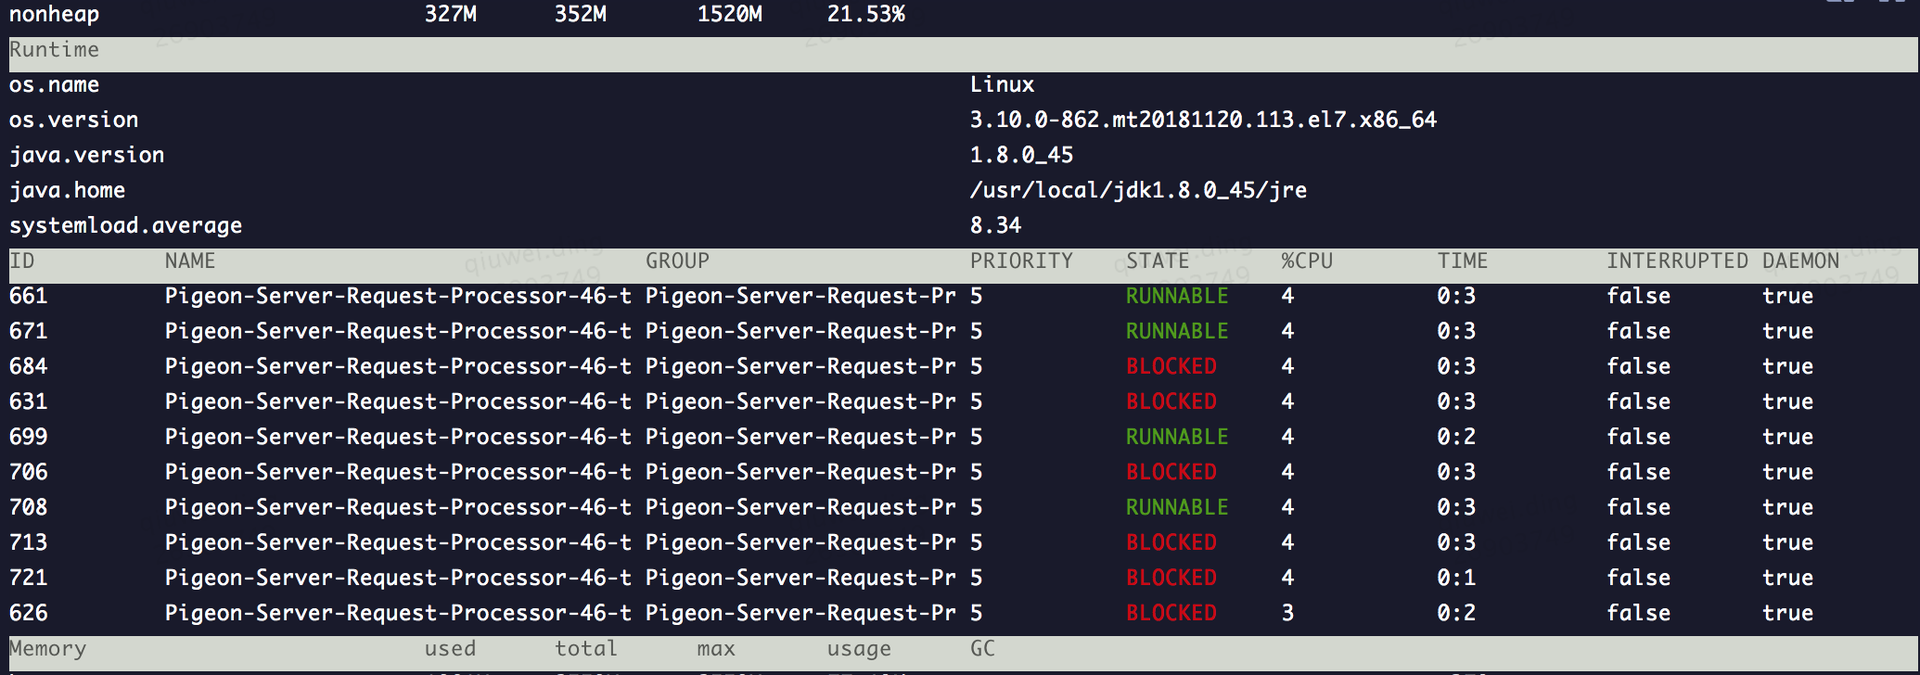 nonheap 327M 352M 1520M 21.53%
Runtime
os.name Linux
os.version 3.10.0-862.mt20181120.113.el7.x86_64
java.version 1.8.0_45
java.home /usr/local/jdk1.8.0_45/jre
systemload.average 8.34
ID NAME GROUP PRIORITY STATE %CPU TIME INTERRUPTED DAEMON
661 Pigeon-Server-Request-Processor-46-t Pigeon-Server-Request-Pr 5 RUNNABLE 4 0:3 false true
671 Pigeon-Server-Request-Processor-46-t Pigeon-Server-Request-Pr 5 RUNNABLE 4 0:3 false true
684 Pigeon-Server-Request-Processor-46-t Pigeon-Server-Request-Pr 5 BLOCKED 4 0:3 false true
631 Pigeon-Server-Request-Processor-46-t Pigeon-Server-Request-Pr 5 BLOCKED 4 0:3 false true
699 Pigeon-Server-Request-Processor-46-t Pigeon-Server-Request-Pr 5 RUNNABLE 4 0:2 false true
706 Pigeon-Server-Request-Processor-46-t Pigeon-Server-Request-Pr 5 BLOCKED 4 0:3 false true
708 Pigeon-Server-Request-Processor-46-t Pigeon-Server-Request-Pr 5 RUNNABLE 4 0:3 false true
713 Pigeon-Server-Request-Processor-46-t Pigeon-Server-Request-Pr 5 BLOCKED 4 0:3 false true
721 Pigeon-Server-Request-Processor-46-t Pigeon-Server-Request-Pr 5 BLOCKED 4 0:1 false true
626 Pigeon-Server-Request-Processor-46-t Pigeon-Server-Request-Pr 5 BLOCKED 3 0:2 false true
Memory used total max usage GC